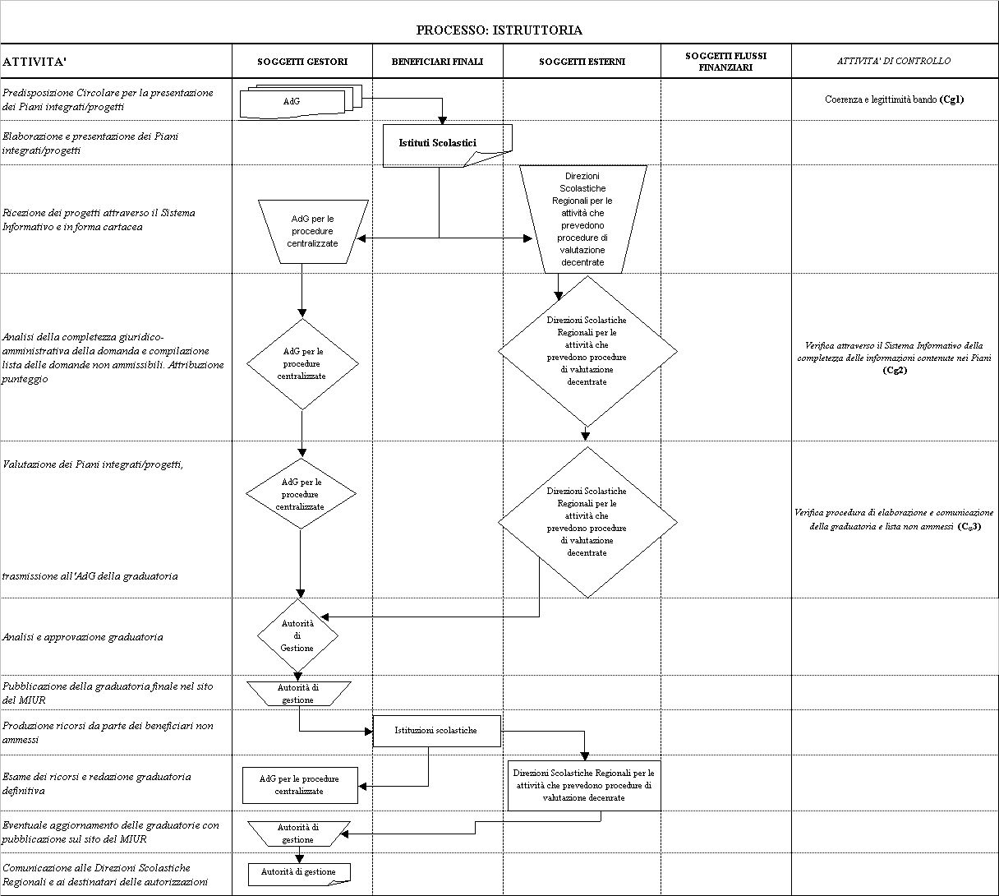 PROCESSO: ISTRUTTORIA
ATTIVITA'
SOGGETTI GESTORI
BENEFICIARI FINALI
SOGGETTI ESTERNI
SOGGETTI FLUSSI
FINANZIARI
ATTIVITA' DI CONTROLLO
Predisposizione Circolare per la presentazione
dei Piani integrati/progetti
AdG
Coerenza e legittimità bando (Cg1)
Elaborazione e presentazione dei Piani
integrati/progetti
Istituti Scolastici
Ricezione dei progetti attraverso il Sistema
Informativo e in forma cartacea
AdG per le
procedure
centralizzate
Direzioni
Scolastiche
Regionali per le
attività che
prevedono
procedure di
valutazione
decentrate
Analisi della completezza giuridico-
amministrativa della domanda e compilazione
lista delle domande non ammissibili. Attribuzione
punteggio
AdG per le
procedure
centralizzate
Direzioni Scolastiche
Regionali per le
attività che
prevedono procedure
di valutazione
decentrate
Verifica attraverso il Sistema Informativo della
completezza delle informazioni contenute nei Piani
(Cg2)
Valutazione dei Piani integrati/progetti,
trasmissione all'AdG della graduatoria
AdG per le
procedure
centralizzate
Direzioni Scolastiche
Regionali per le
attività che
prevedono procedure
di valutazione
decentrate
Verifica procedura di elaborazione e comunicazione
della graduatoria e lista non ammessi (CG3)
Analisi e approvazione graduatoria
Autorità
di
Gestione
Pubblicazione della graduatoria finale nel sito
del MIUR
Autorità di
gestione
Produzione ricorsi da parte dei beneficiari non
ammessi
Istituzioni scolastiche
Esame dei ricorsi e redazione graduatoria
definitiva
AdG per le procedure
centralizzate
Direzioni Scolastiche Regionali per le
attività che prevedono procedure di
valutazione decenrate
Eventuale aggiornamento delle graduatorie con
pubblicazione sul sito del MIUR
Autorità di
gestione
Comunicazione alle Direzioni Scolastiche
Regionali e ai destinatari delle autorizzazioni
Autorità di gestione